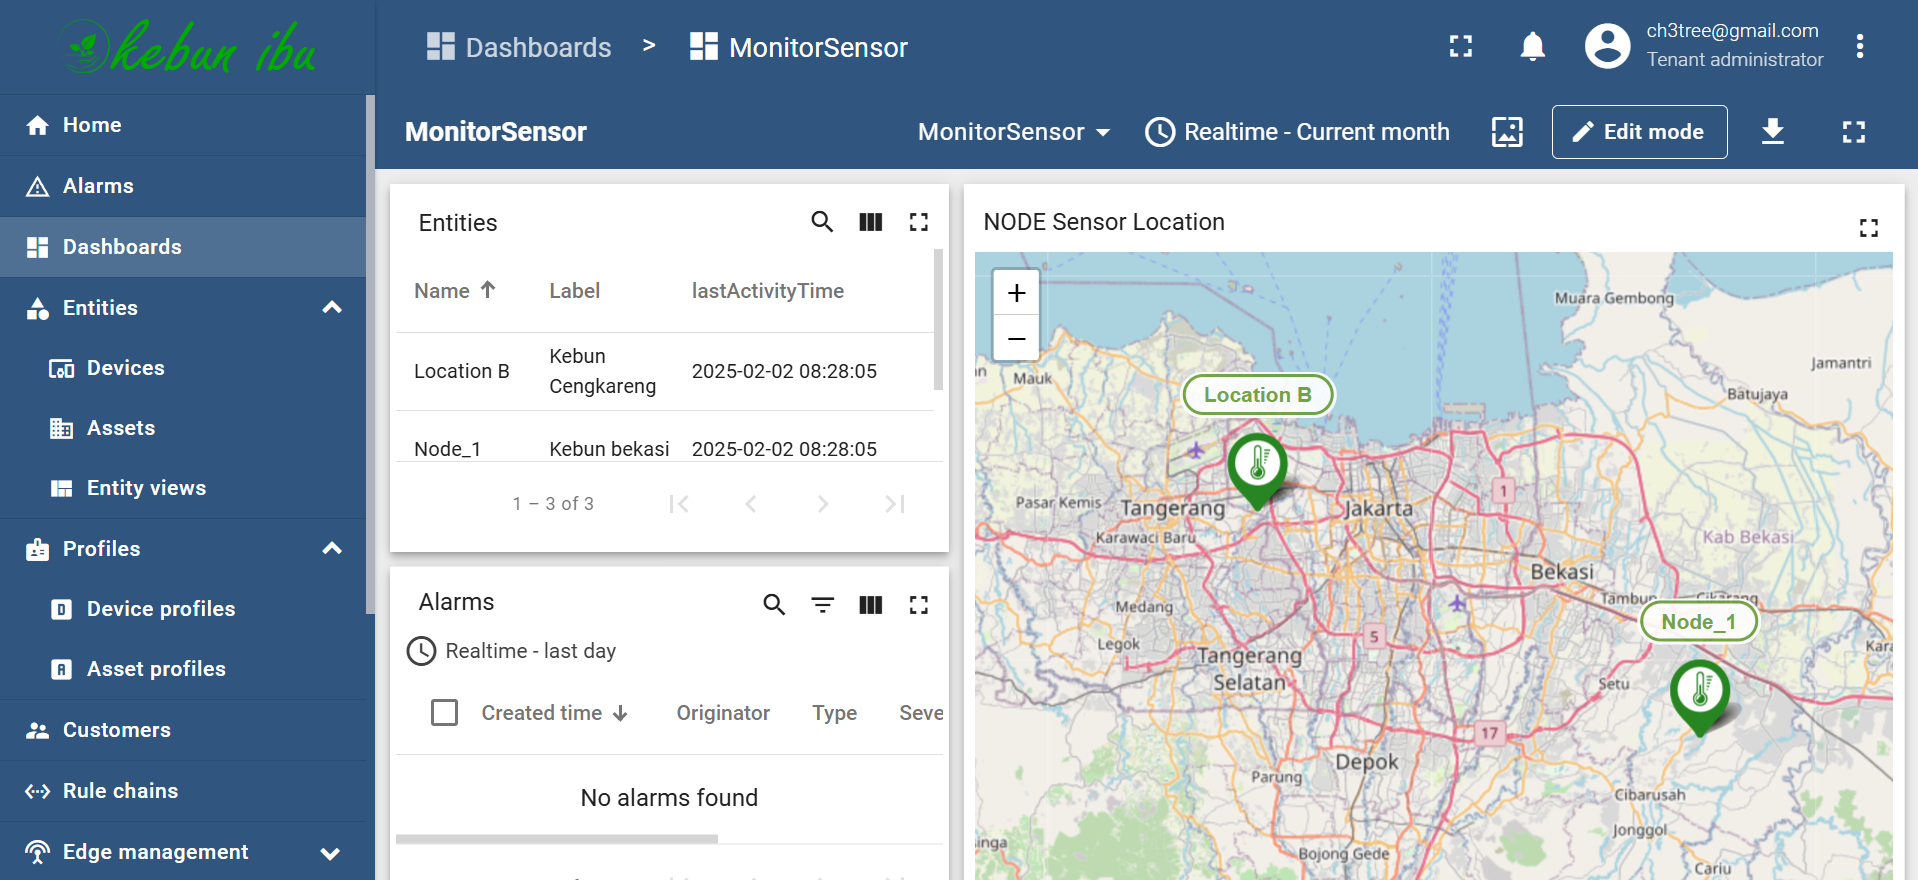 kebun ibu
Dashboards > MonitorSensor
ch3tree@gmail.com
Tenant administrator
MonitorSensor
MonitorSensor
Realtime - Current month
Edit mode
Home
Alarms
Dashboards
Entities
Devices
Assets
Entity views
Profiles
Device profiles
Asset profiles
Customers
Rule chains
Edge management
Entities
Name Label lastActivityTime
Location B Kebun Cengkareng 2025-02-02 08:28:05
Node_1 Kebun bekasi 2025-02-02 08:28:05
1 – 3 of 3
Alarms
Realtime - last day
Created time Originator Type Seve
No alarms found
NODE Sensor Location
+
−
Muara Gembong
Jamantri
Mauk
Batujaya
Location B
Pasar Kemis
Tangerang
Jakarta
1
Karawaci Baru
Kab Bekasi
Bekasi
Tambun
Cikarang
Medang
Node_1
Legok
5
Tangerang
Selatan
Setu
17
Depok
Parung
Cibarusah
Jonggol
Bojong Gede
Cariu